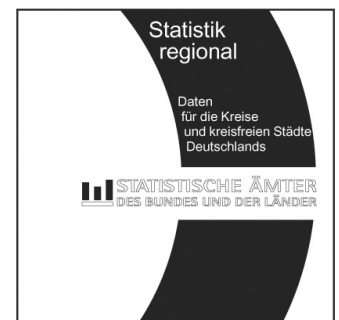 Statistik
regional
Daten
für die Kreise
und kreisfreien Städte
Deutschlands
STATISTISCHE ÄMTER
DES BUNDES UND DER LÄNDER